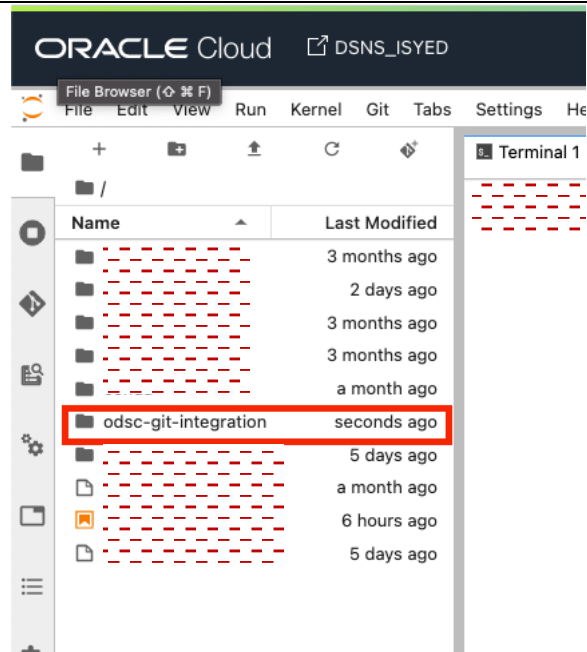 ORACLE Cloud DSNS_ISYED
File Browser (⇧ ⌘ F)
File Edit View Run Kernel Git Tabs Settings
Terminal 1
/
Name Last Modified
3 months ago
2 days ago
3 months ago
3 months ago
a month ago
odsc-git-integration seconds ago
5 days ago
a month ago
6 hours ago
5 days ago